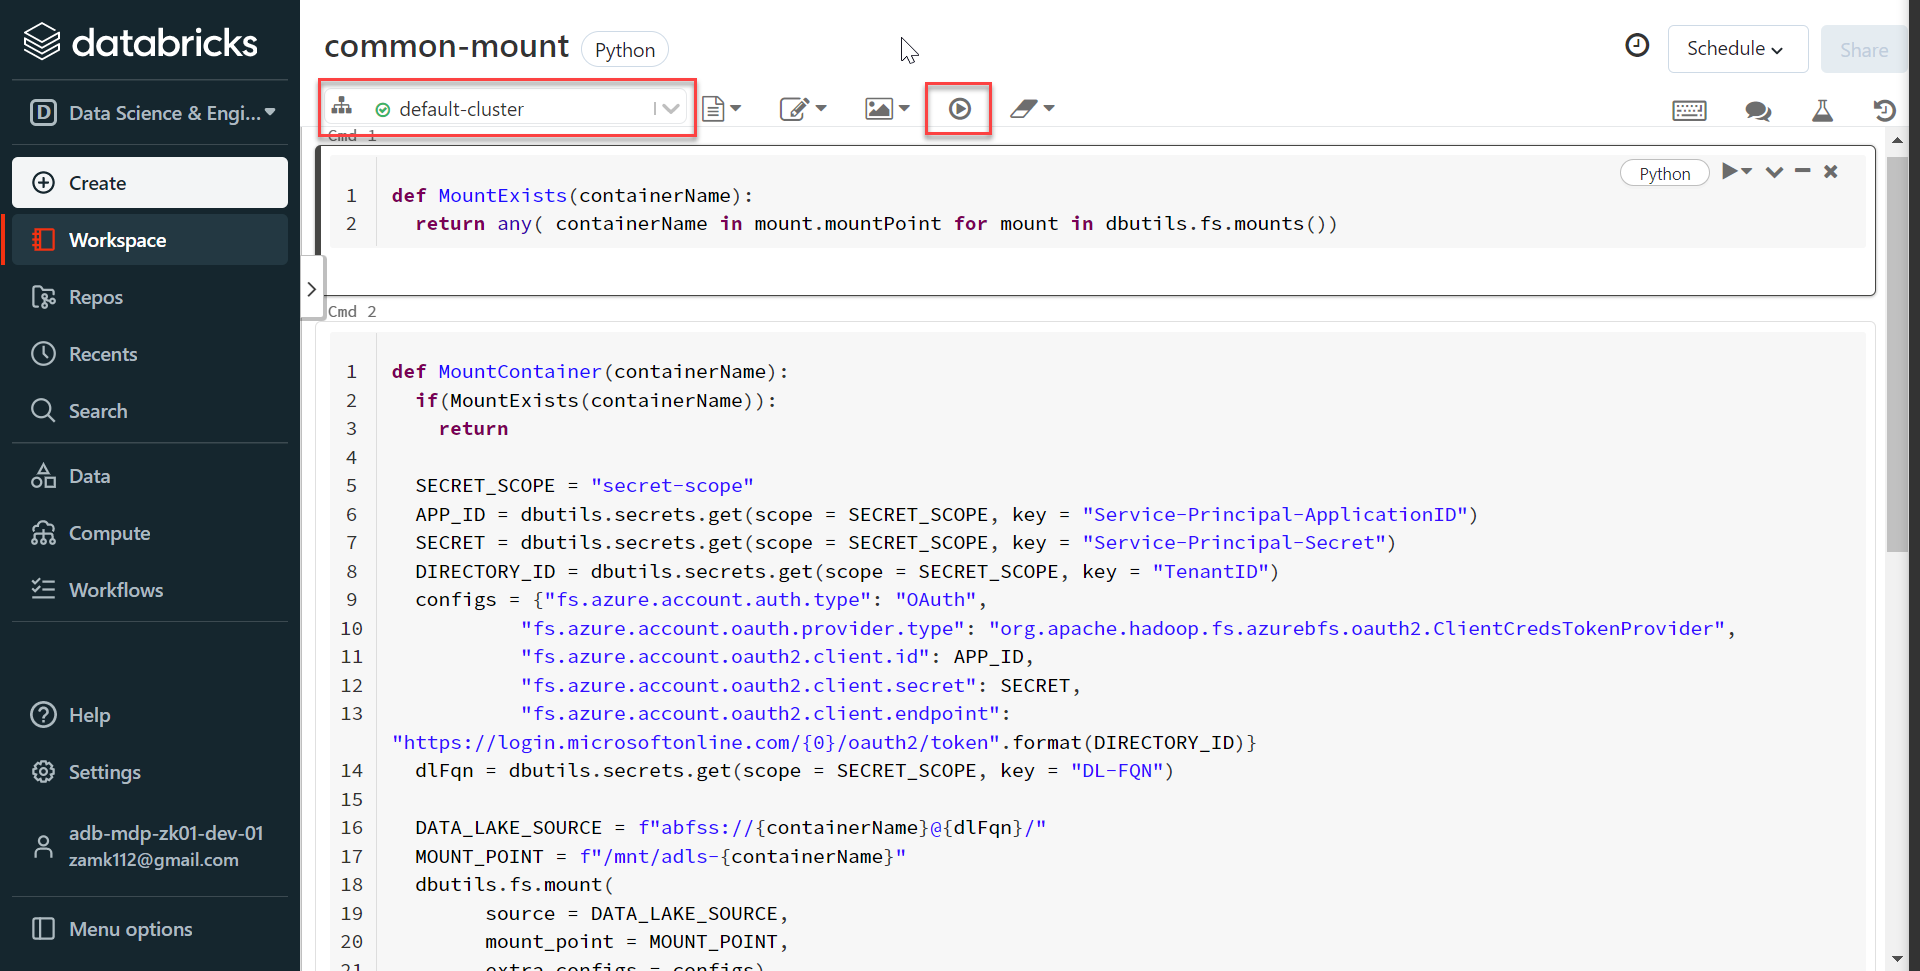 databricks
Data Science & Engi...
Create
Workspace
Repos
Recents
Search
Data
Compute
Workflows
Help
Settings
adb-mdp-zk01-dev-01
zamk112@gmail.com
Menu options
common-mount Python
Schedule
Share
default-cluster
Cmd 1
Python
1 def MountExists(containerName):
2   return any( containerName in mount.mountPoint for mount in dbutils.fs.mounts())
Cmd 2
1 def MountContainer(containerName):
2   if(MountExists(containerName)):
3     return
4
5   SECRET_SCOPE = "secret-scope"
6   APP_ID = dbutils.secrets.get(scope = SECRET_SCOPE, key = "Service-Principal-ApplicationID")
7   SECRET = dbutils.secrets.get(scope = SECRET_SCOPE, key = "Service-Principal-Secret")
8   DIRECTORY_ID = dbutils.secrets.get(scope = SECRET_SCOPE, key = "TenantID")
9   configs = {"fs.azure.account.auth.type": "OAuth",
10            "fs.azure.account.oauth.provider.type": "org.apache.hadoop.fs.azurebfs.oauth2.ClientCredsTokenProvider",
11            "fs.azure.account.oauth2.client.id": APP_ID,
12            "fs.azure.account.oauth2.client.secret": SECRET,
13            "fs.azure.account.oauth2.client.endpoint":
"https://login.microsoftonline.com/{0}/oauth2/token".format(DIRECTORY_ID)}
14   dlFqn = dbutils.secrets.get(scope = SECRET_SCOPE, key = "DL-FQN")
15
16   DATA_LAKE_SOURCE = f"abfss://{containerName}@{dlFqn}/"
17   MOUNT_POINT = f"/mnt/adls-{containerName}"
18   dbutils.fs.mount(
19         source = DATA_LAKE_SOURCE,
20         mount_point = MOUNT_POINT,
21         extra_configs = configs)